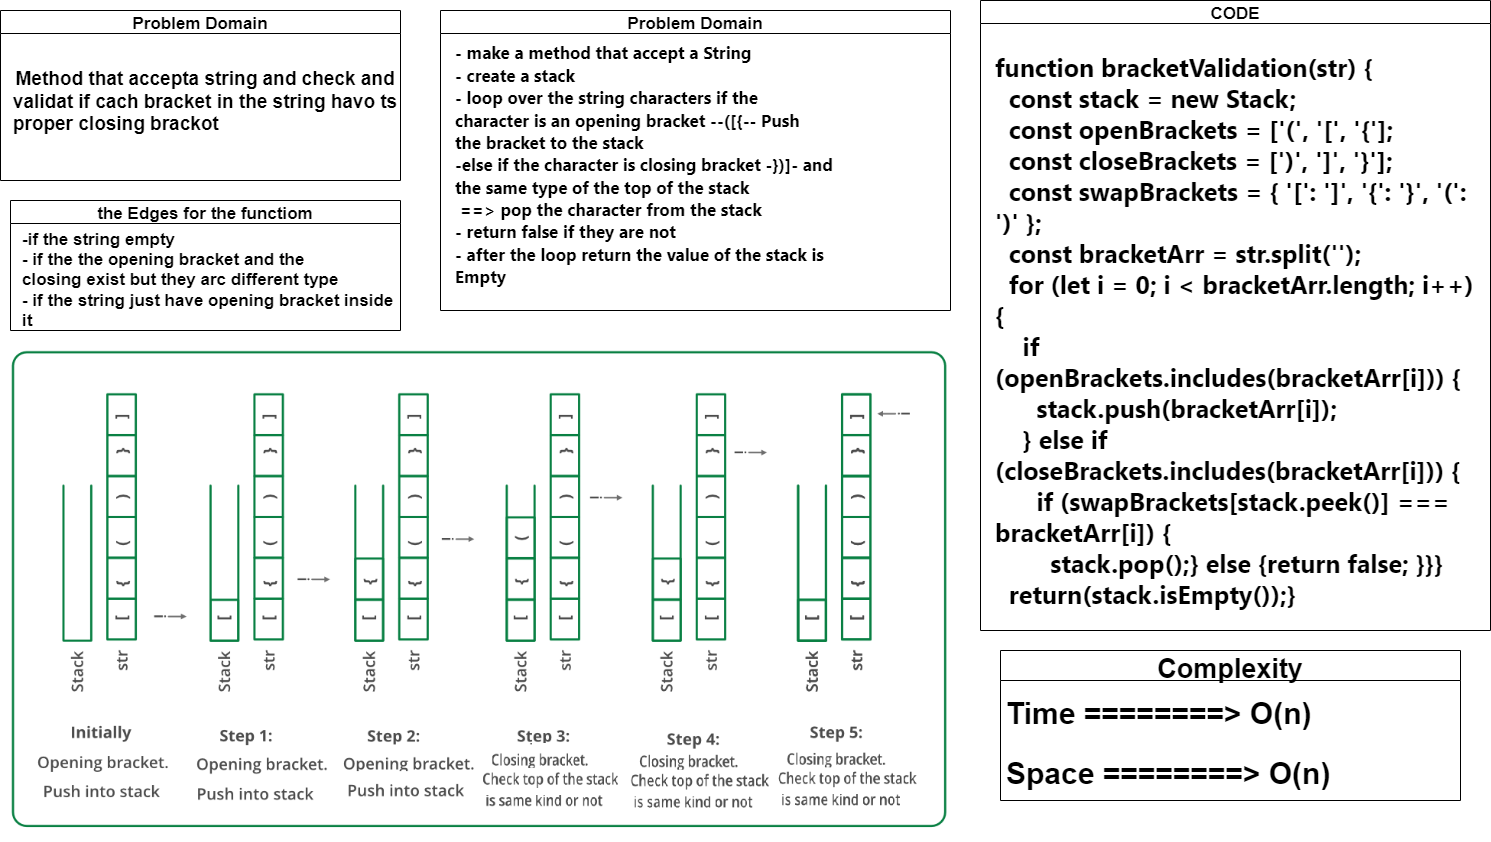 Problem Domain
Method that accepta string and check and
validat if cach bracket in the string havo ts
proper closing brackot
the Edges for the functiom
-if the string empty
- if the the opening bracket and the
closing exist but they arc different type
- if the string just have opening bracket inside
it
Problem Domain
- make a method that accept a String
- create a stack
- loop over the string characters if the
character is an opening bracket --([{-- Push
the bracket to the stack
-else if the character is closing bracket -})]- and
the same type of the top of the stack
==> pop the character from the stack
- return false if they are not
- after the loop return the value of the stack is
Empty
CODE
function bracketValidation(str) {
const stack = new Stack;
const openBrackets = ['(', '[', '{'];
const closeBrackets = [')', ']', '}'];
const swapBrackets = { '[': ']', '{': '}', '(':
')' };
const bracketArr = str.split('');
for (let i = 0; i < bracketArr.length; i++)
{
if
(openBrackets.includes(bracketArr[i])) {
stack.push(bracketArr[i]);
} else if
(closeBrackets.includes(bracketArr[i])) {
if (swapBrackets[stack.peek()] ===
bracketArr[i]) {
stack.pop();} else {return false; }}}
return(stack.isEmpty());}
Complexity
Time ========> O(n)
Space ========> O(n)
[ { ( ) } ]
Stack
str
Initially
Opening bracket.
Push into stack
[
[ { ( ) } ]
Stack
str
Step 1:
Opening bracket.
Push into stack
[ {
[ { ( ) } ]
Stack
str
Step 2:
Opening bracket.
Push into stack
[ {  (
[ { ( ) } ]
Stack
str
Step 3:
Closing bracket.
Check top of the stack
is same kind or not
[ {
[ { ( ) } ]
Stack
str
Step 4:
Closing bracket.
Check top of the stack
is same kind or not
[
[ { ( ) } ]
Stack
str
Step 5:
Closing bracket.
Check top of the stack
is same kind or not